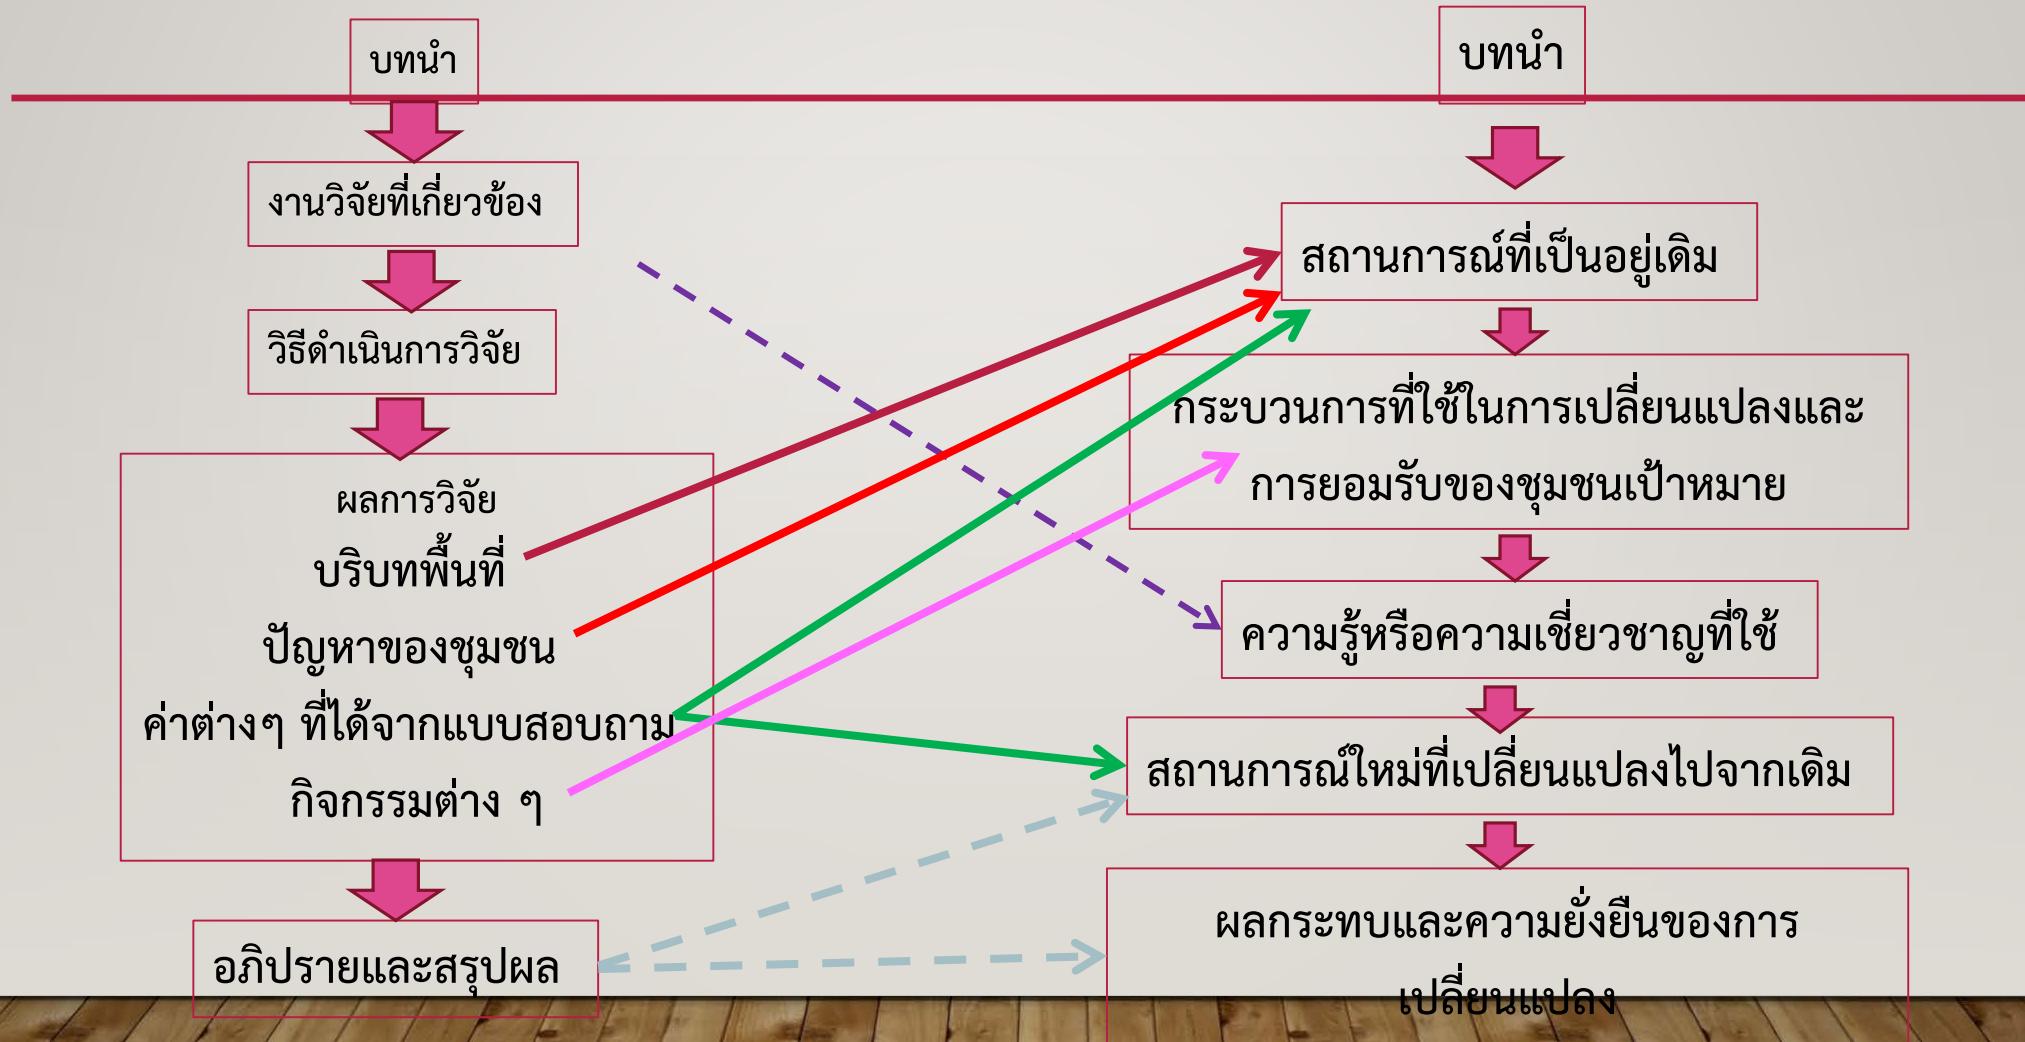 บทนำ
งานวิจัยที่เกี่ยวข้อง
วิธีดำเนินการวิจัย
ผลการวิจัย
บริบทพื้นที่
ปัญหาของชุมชน
ค่าต่างๆ ที่ได้จากแบบสอบถาม
กิจกรรมต่าง ๆ
อภิปรายและสรุปผล
บทนำ
สถานการณ์ที่เป็นอยู่เดิม
กระบวนการที่ใช้ในการเปลี่ยนแปลงและ
การยอมรับของชุมชนเป้าหมาย
ความรู้หรือความเชี่ยวชาญที่ใช้
สถานการณ์ใหม่ที่เปลี่ยนแปลงไปจากเดิม
ผลกระทบและความยั่งยืนของการ
เปลี่ยนแปลง